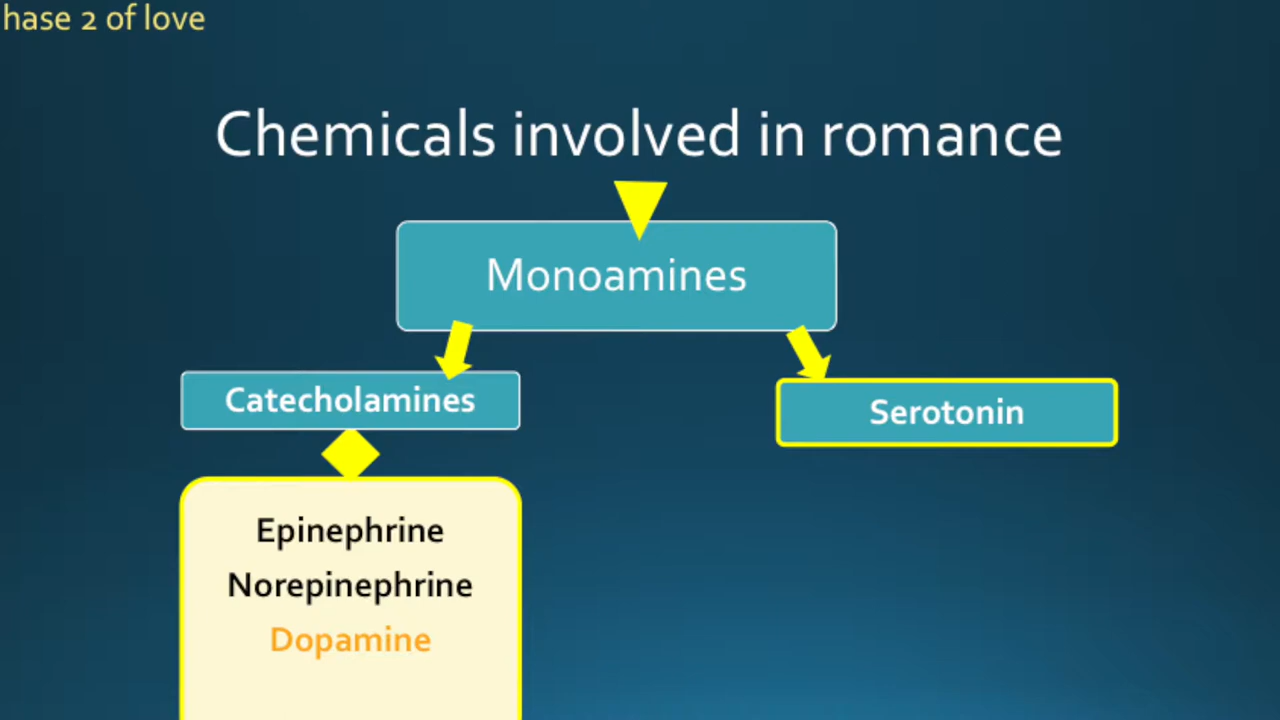 hase 2 of love
Chemicals involved in romance
Monoamines
Catecholamines
Serotonin
Epinephrine
Norepinephrine
Dopamine